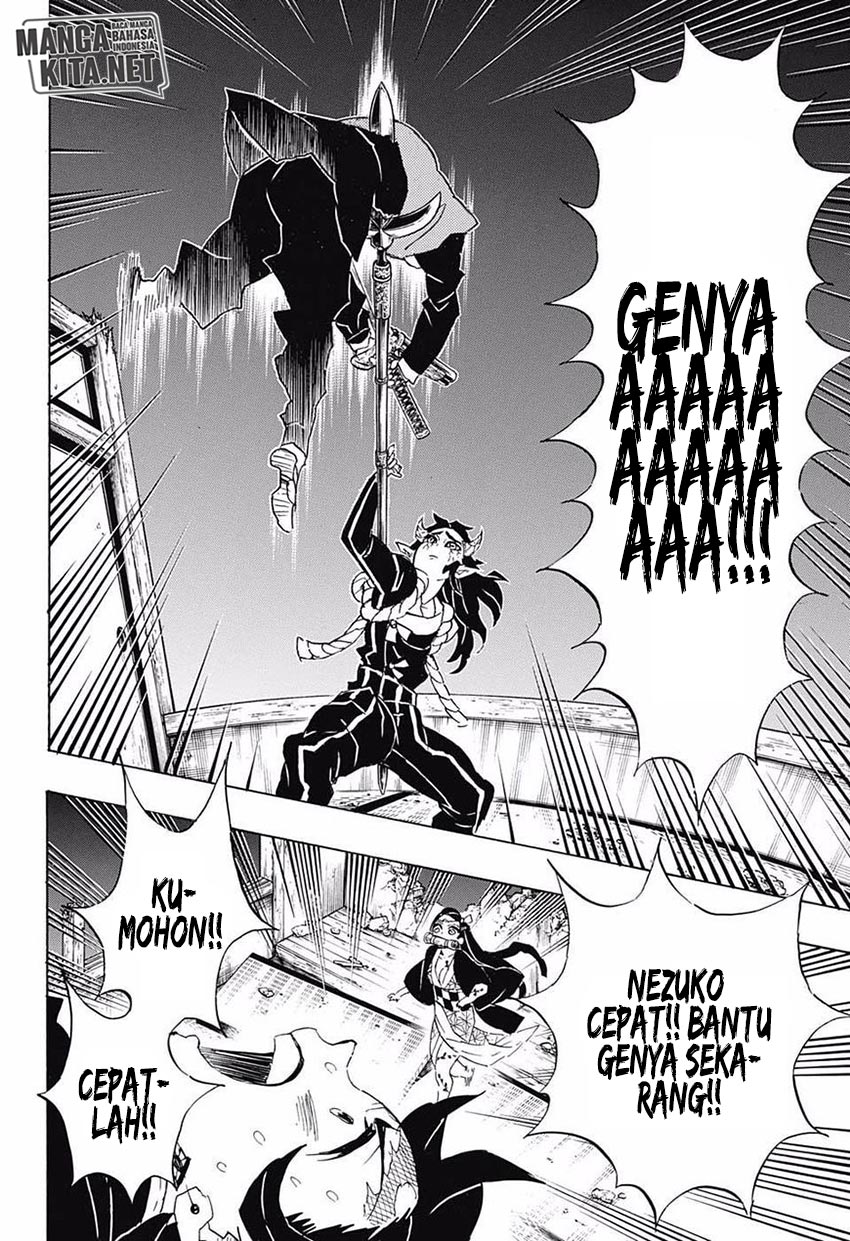 MANGA
BACA MANGA
BAHASA
INDONESIA
KITA.NET
GENYA
AAAAA
AAAAA
AAA!!!
KU-
MOHON!!
NEZUKO
CEPAT!! BANTU
GENYA SEKA-
RANG!!
CEPAT-
LAH!!